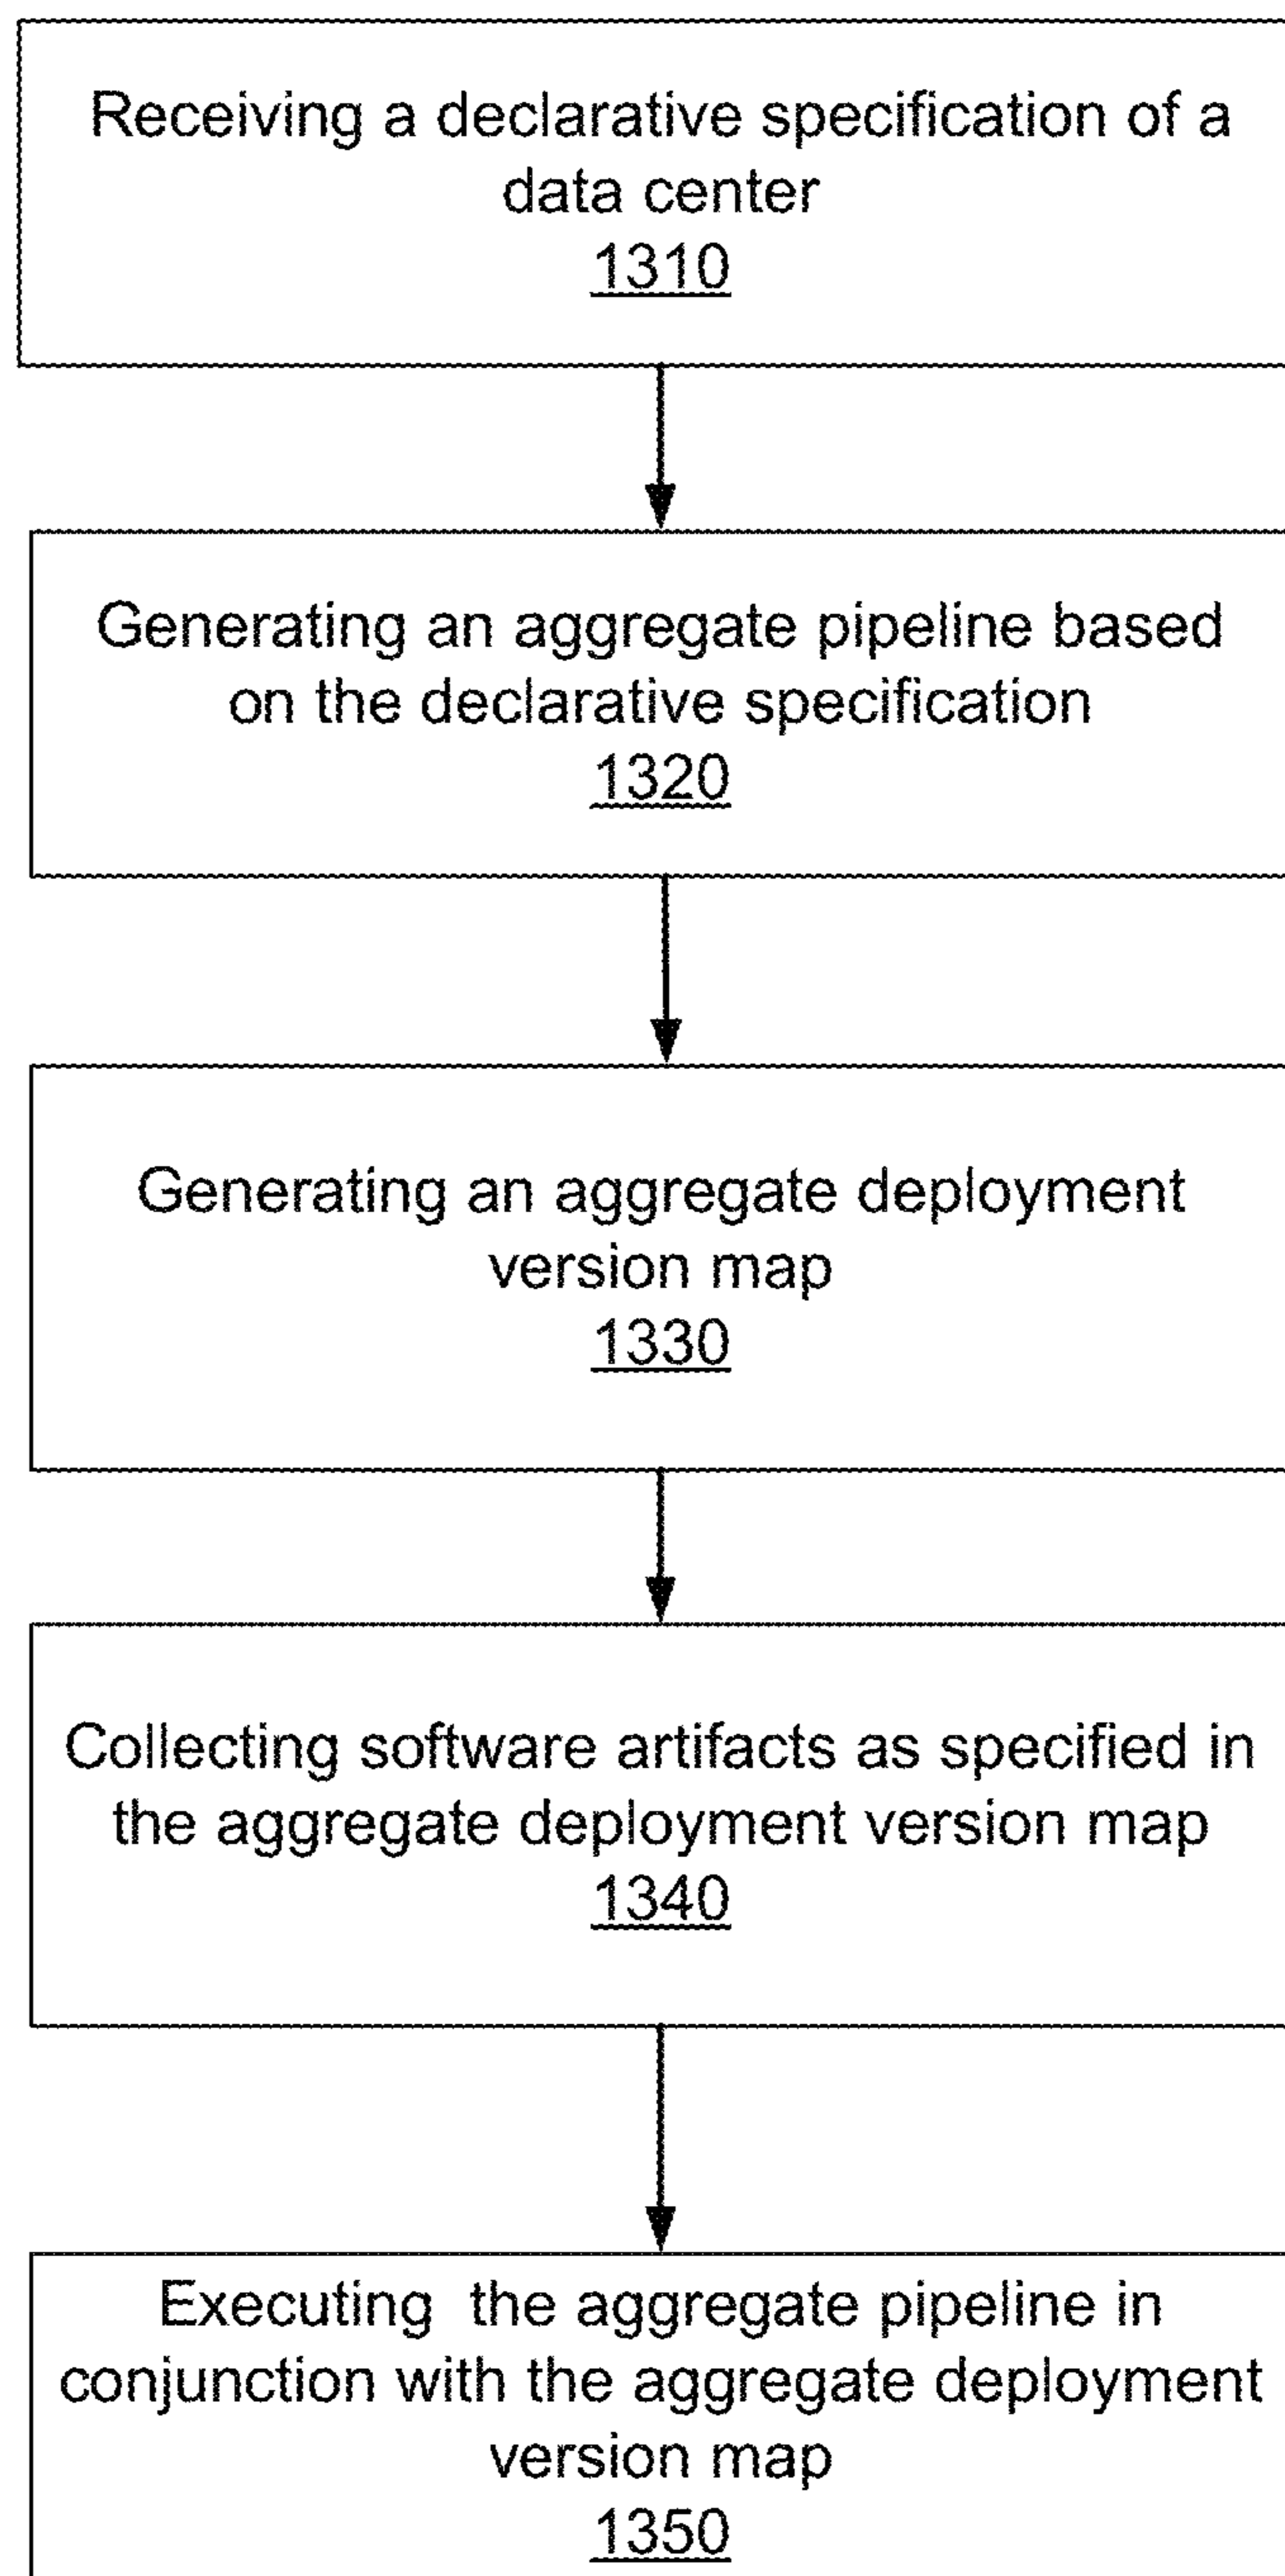 Receiving a declarative specification of a
data center
1310
Generating an aggregate pipeline based
on the declarative specification
1320
Generating an aggregate deployment
version map
1330
Collecting software artifacts as specified in
the aggregate deployment version map
1340
Executing the aggregate pipeline in
conjunction with the aggregate deployment
version map
1350